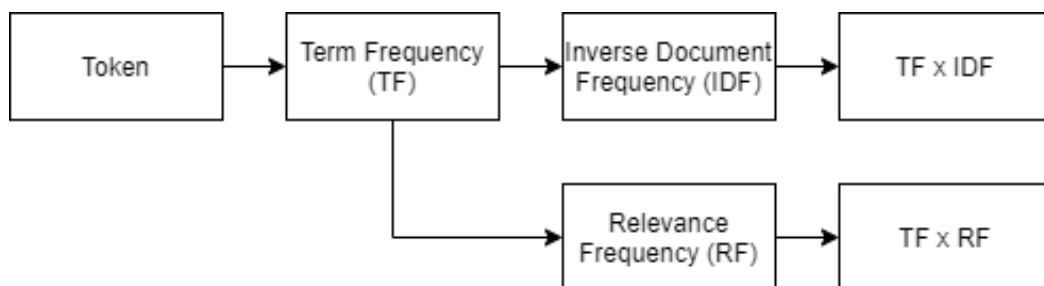 Token
Term Frequency
(TF)
Inverse Document
Frequency (IDF)
TF x IDF
Relevance
Frequency (RF)
TF x RF